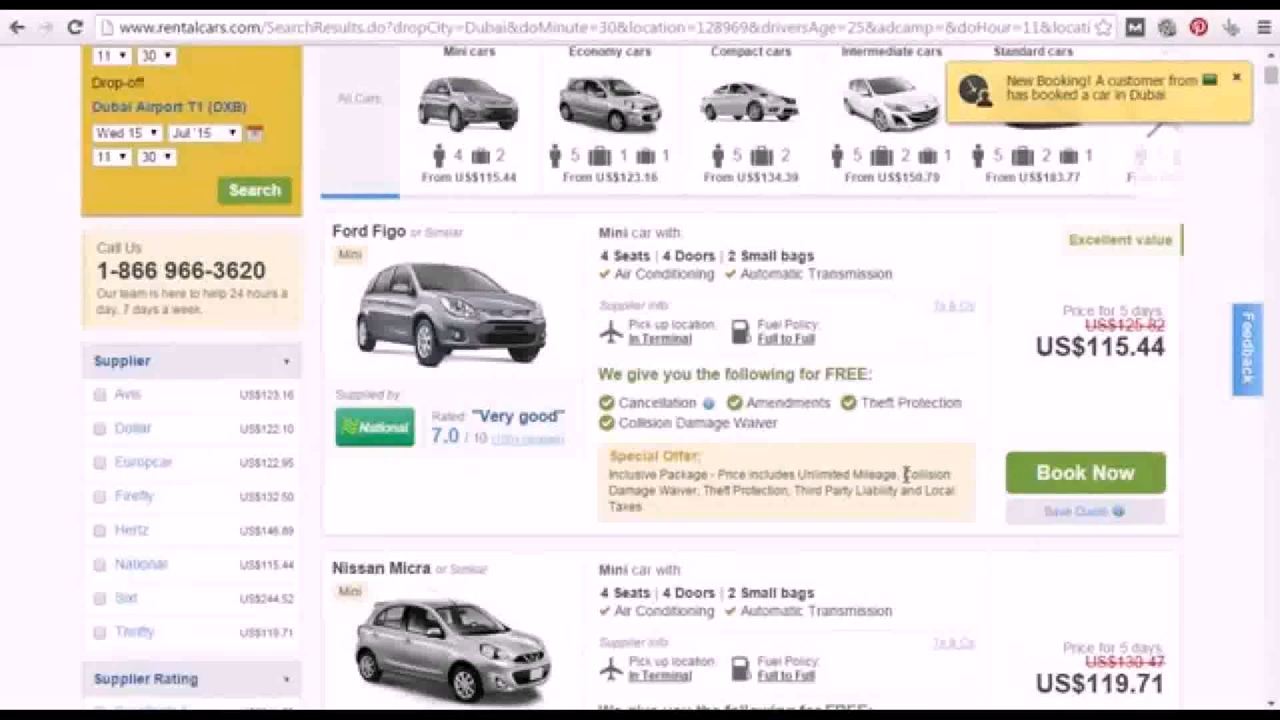 www.rentalcars.com/SearchResults.do?dropCity=Dubai&doMinute=30&location=128969&driversAge=25&adcamp=&doHour=11&locati
11 30
Drop-off
Dubai Airport T1 (DXB)
Wed 15 Jul '15
11 30
Search
Call Us
1-866 966-3620
Our team is here to help 24 hours a
day, 7 days a week.
Supplier
Avis US$123.16
Dollar US$122.10
Europcar US$122.95
Firefly US$132.50
Hertz US$146.89
National US$115.44
Sixt US$244.52
Thrifty US$119.71
Supplier Rating
All Cars
Mini cars
4 2
From US$115.44
Economy cars
5 1 1
From US$123.16
Compact cars
5 2
From US$134.39
Intermediate cars
5 2 1
From US$150.79
Standard cars
5 2 1
From US$183.77
New Booking! A customer from
has booked a car in Dubai
Ford Figo or Similar
Mini
Supplied by
National
Rated: "Very good"
7.0 / 10
Mini car with:
4 Seats | 4 Doors | 2 Small bags
Air Conditioning Automatic Transmission
Supplier info: Ts & Cs
Pick up location:
In Terminal
Fuel Policy:
Full to Full
We give you the following for FREE:
Cancellation Amendments Theft Protection
Collision Damage Waiver
Special Offer:
Inclusive Package - Price includes Unlimited Mileage, Collision
Damage Waiver, Theft Protection, Third Party Liability and Local
Taxes
Excellent value
Price for 5 days:
US$125.82
US$115.44
Book Now
Save Quote
Nissan Micra or Similar
Mini
Mini car with:
4 Seats | 4 Doors | 2 Small bags
Air Conditioning Automatic Transmission
Supplier info: Ts & Cs
Pick up location:
In Terminal
Fuel Policy:
Full to Full
We give you the following for FREE:
Price for 5 days:
US$130.47
US$119.71
Feedback